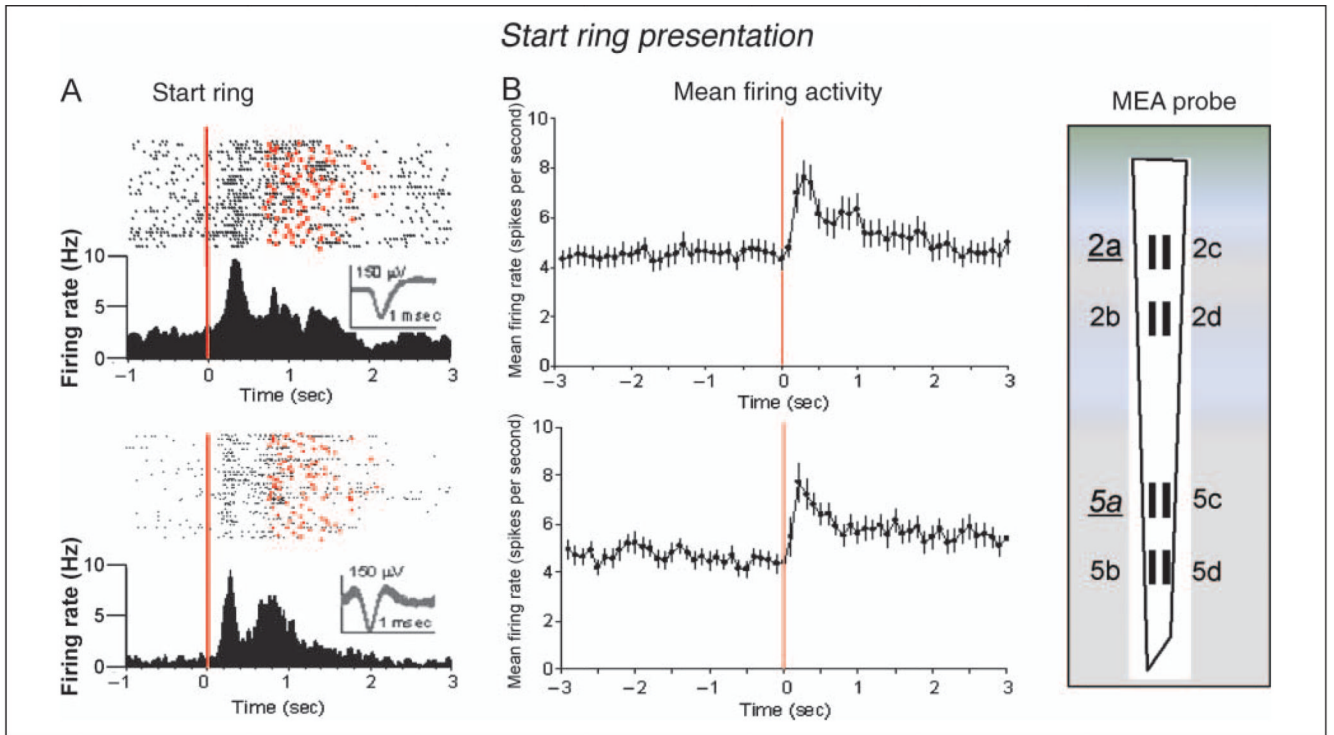 Start ring presentation
A
Start ring
Firing rate (Hz)
10
5
0
150 µV
1 msec
−1 0 1 2 3
Time (sec)
Firing rate (Hz)
10
5
0
150 µV
1 msec
−1 0 1 2 3
Time (sec)
B
Mean firing activity
Mean firing rate (spikes per second)
10
8
6
4
2
0
−3 −2 −1 0 1 2 3
Time (sec)
Mean firing rate (spikes per second)
10
8
6
4
2
0
−3 −2 −1 0 1 2 3
Time (sec)
MEA probe
2a 2c
2b 2d
5a 5c
5b 5d